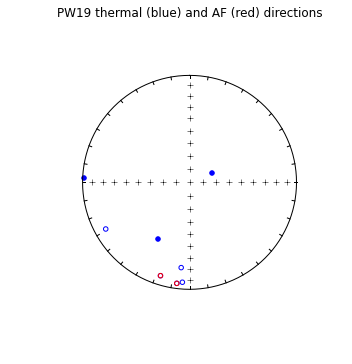 PW19 thermal (blue) and AF (red) directions